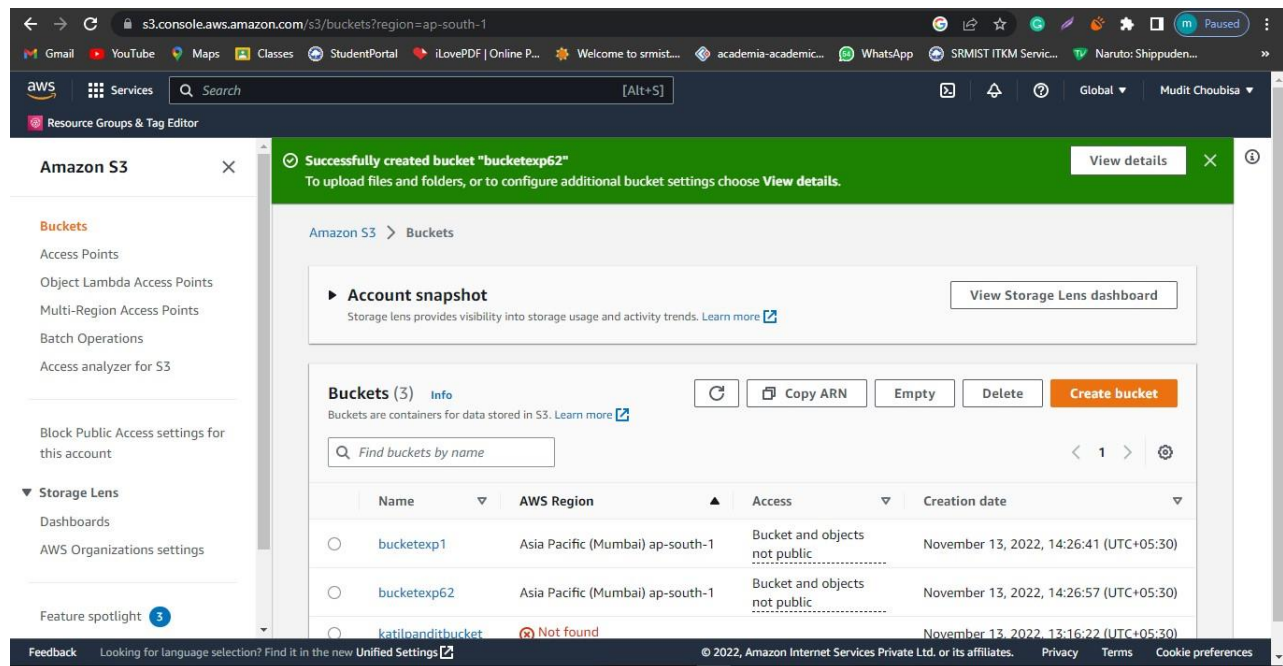 s3.console.aws.amazon.com/s3/buckets?region=ap-south-1
m Paused
Gmail YouTube Maps Classes StudentPortal iLovePDF | Online P... Welcome to srmist.... academia-academic... WhatsApp SRMIST ITKM Servic... Naruto: Shippuden... »
aws Services Search [Alt+S] Global Mudit Choubisa
Resource Groups & Tag Editor
Amazon S3
Buckets
Access Points
Object Lambda Access Points
Multi-Region Access Points
Batch Operations
Access analyzer for S3
Block Public Access settings for
this account
Storage Lens
Dashboards
AWS Organizations settings
Feature spotlight 3
Successfully created bucket "bucketexp62"
To upload files and folders, or to configure additional bucket settings choose View details.
View details
Amazon S3 > Buckets
Account snapshot
Storage lens provides visibility into storage usage and activity trends. Learn more
View Storage Lens dashboard
Buckets (3) Info
Buckets are containers for data stored in S3. Learn more
Copy ARN Empty Delete Create bucket
Find buckets by name
< 1 >
Name AWS Region Access Creation date
bucketexp1 Asia Pacific (Mumbai) ap-south-1 Bucket and objects not public November 13, 2022, 14:26:41 (UTC+05:30)
bucketexp62 Asia Pacific (Mumbai) ap-south-1 Bucket and objects not public November 13, 2022, 14:26:57 (UTC+05:30)
katilpanditbucket Not found November 13, 2022, 13:16:22 (UTC+05:30)
Feedback Looking for language selection? Find it in the new Unified Settings © 2022, Amazon Internet Services Private Ltd. or its affiliates. Privacy Terms Cookie preferences